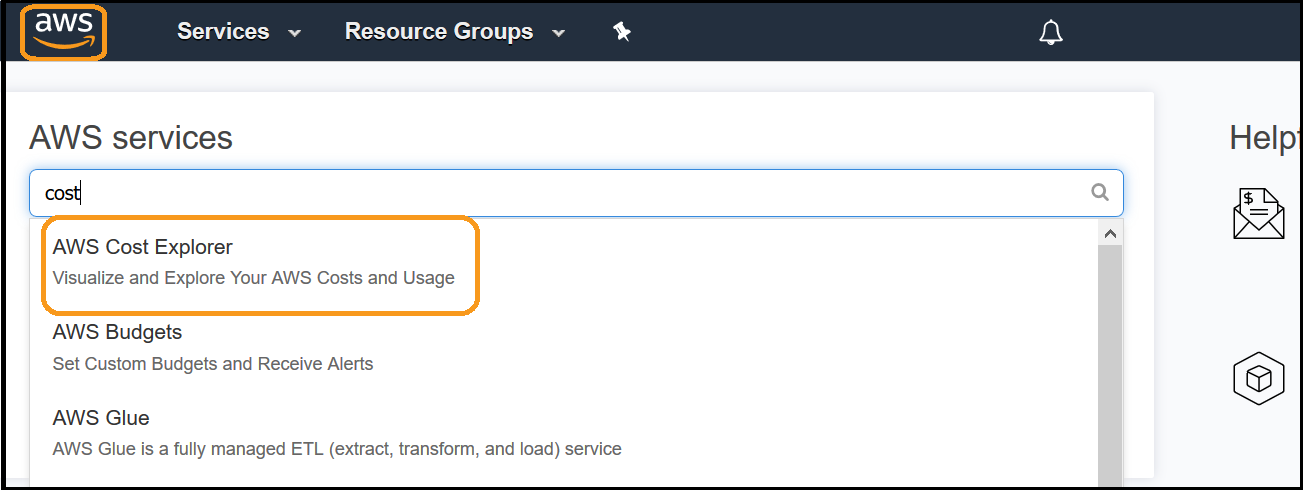 aws
Services
Resource Groups
AWS services
Help
cost
$
AWS Cost Explorer
Visualize and Explore Your AWS Costs and Usage
AWS Budgets
Set Custom Budgets and Receive Alerts
AWS Glue
AWS Glue is a fully managed ETL (extract, transform, and load) service